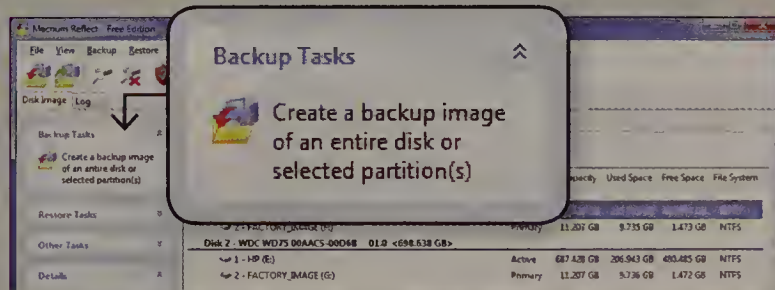 Macrium Reflect Free Edition
File View Backup Restore
Disk Image Log
Backup Tasks
Create a backup image
of an entire disk or
selected partition(s)
Restore Tasks
Other Tasks
Details
Backup Tasks
Create a backup image
of an entire disk or
selected partition(s)
Used Space Free Space File System
2 - FACTORY_IMAGE (F:) Primary 11.207 GB 9.735 GB 1.473 GB NTFS
Disk 2 - WDC WD75 00AACS-00D6B 01.0 <698.638 GB>
1 - HP (E:) Active 687.428 GB 206.943 GB 480.485 GB NTFS
2 - FACTORY_IMAGE (G:) Primary 11.207 GB 9.736 GB 1.472 GB NTFS